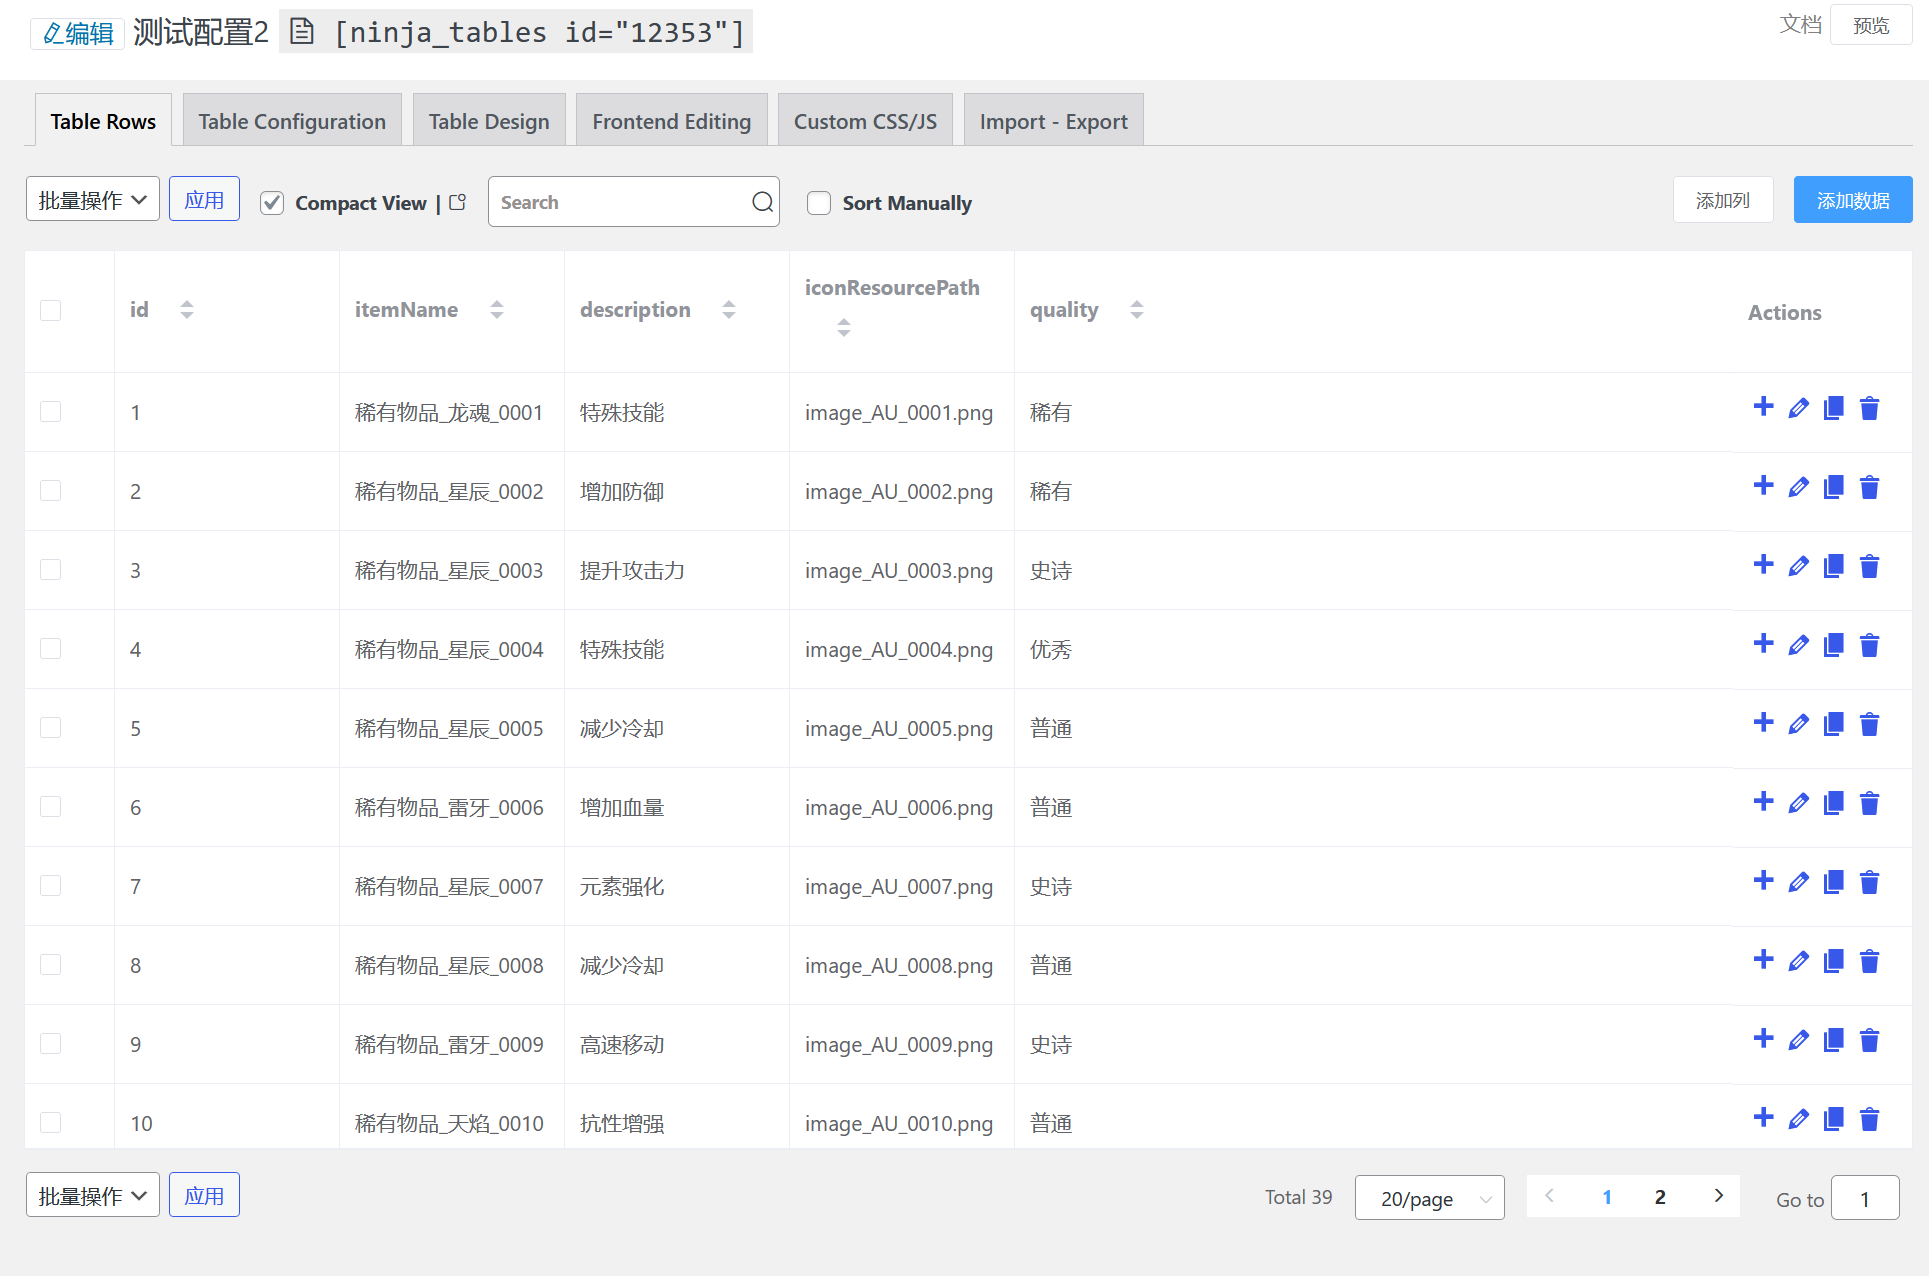 编辑 测试配置2 [ninja_tables id="12353"] 文档 预览
Table Rows Table Configuration Table Design Frontend Editing Custom CSS/JS Import - Export
批量操作 应用 Compact View | Search Sort Manually 添加列 添加数据
id itemName description iconResourcePath quality Actions
1 稀有物品_龙魂_0001 特殊技能 image_AU_0001.png 稀有
2 稀有物品_星辰_0002 增加防御 image_AU_0002.png 稀有
3 稀有物品_星辰_0003 提升攻击力 image_AU_0003.png 史诗
4 稀有物品_星辰_0004 特殊技能 image_AU_0004.png 优秀
5 稀有物品_星辰_0005 减少冷却 image_AU_0005.png 普通
6 稀有物品_雷牙_0006 增加血量 image_AU_0006.png 普通
7 稀有物品_星辰_0007 元素强化 image_AU_0007.png 史诗
8 稀有物品_星辰_0008 减少冷却 image_AU_0008.png 普通
9 稀有物品_雷牙_0009 高速移动 image_AU_0009.png 史诗
10 稀有物品_天焰_0010 抗性增强 image_AU_0010.png 普通
批量操作 应用 Total 39 20/page 1 2 Go to 1